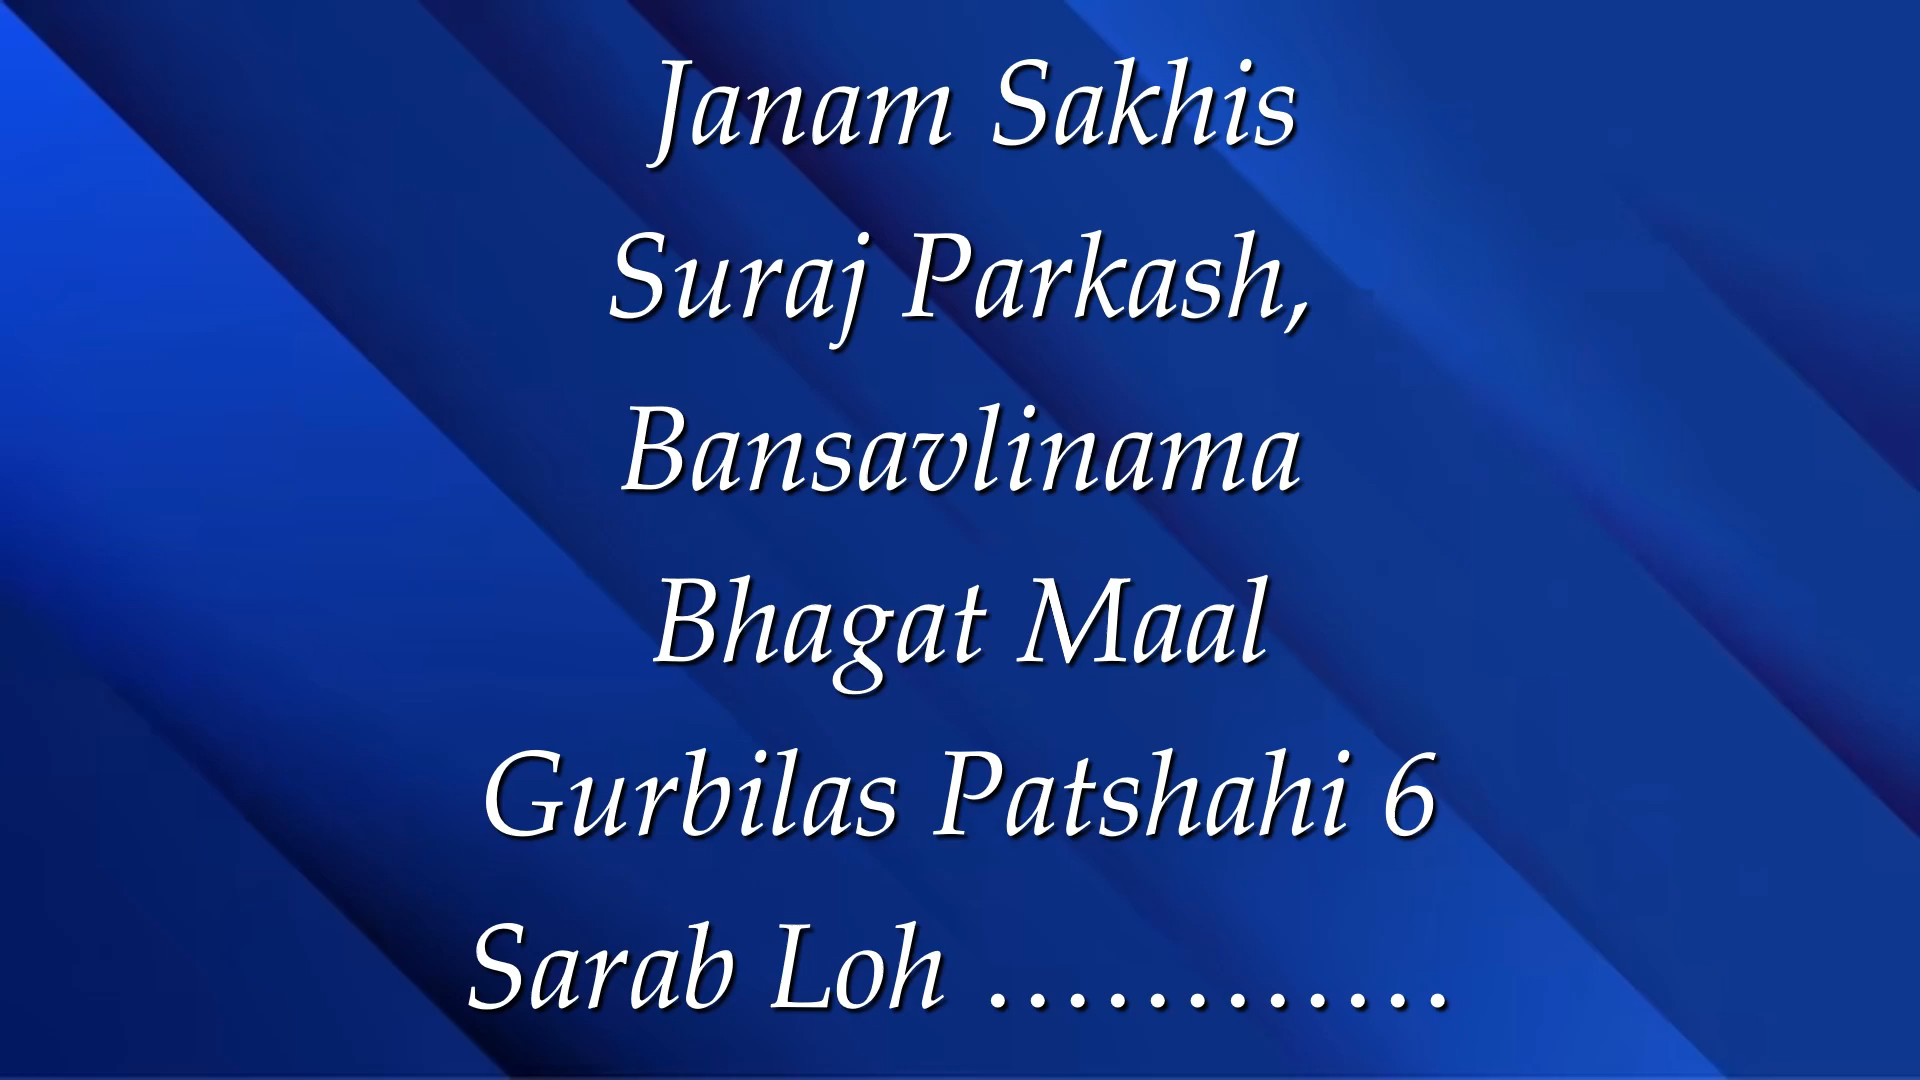 Janam Sakhis
Suraj Parkash,
Bansavlinama
Bhagat Maal
Gurbilas Patshahi 6
Sarab Loh ............